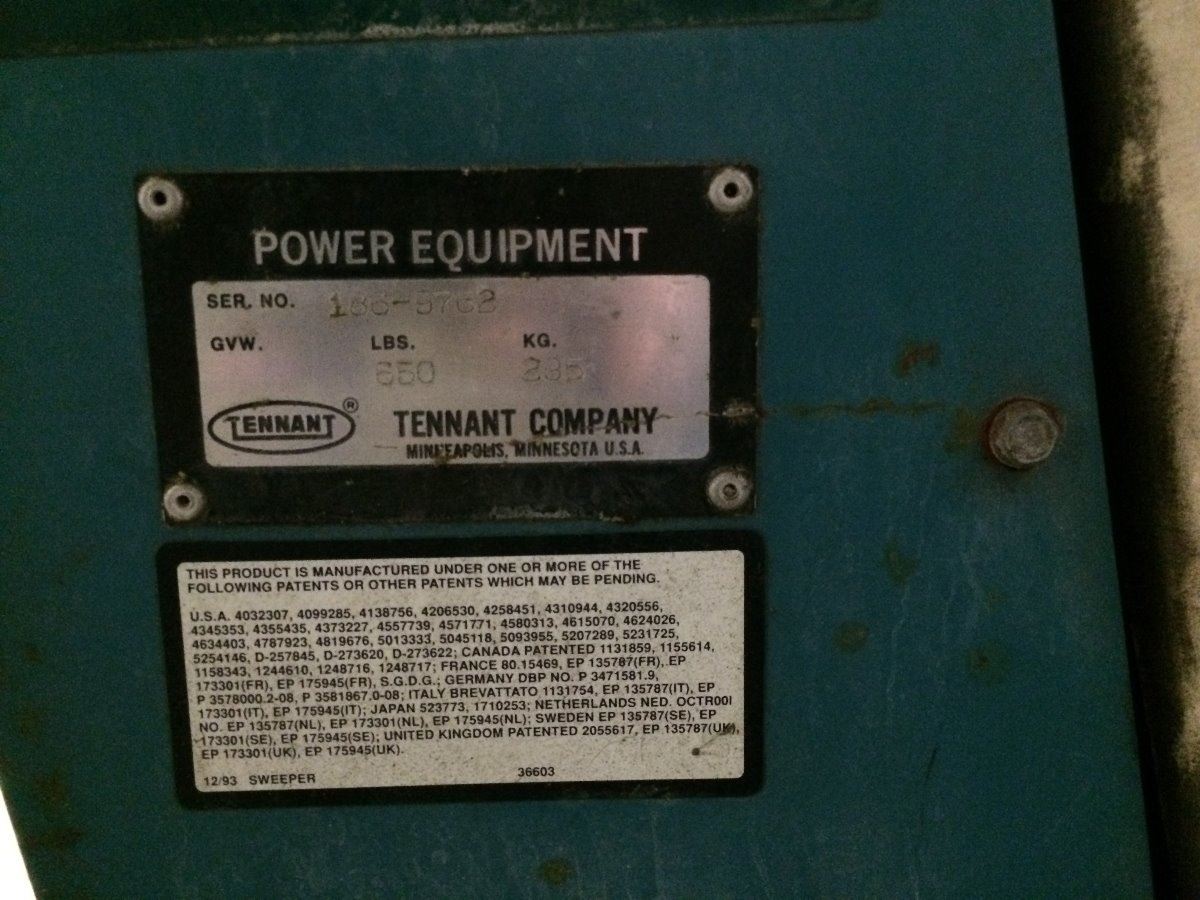 POWER EQUIPMENT
SER. NO.
GVW. LBS. KG.
650
TENNANT ® TENNANT COMPANY
MINNEAPOLIS, MINNESOTA U.S.A.
THIS PRODUCT IS MANUFACTURED UNDER ONE OR MORE OF THE
FOLLOWING PATENTS OR OTHER PATENTS WHICH MAY BE PENDING.
U.S.A. 4032307, 4099285, 4138756, 4206530, 4258451, 4310944, 4320556,
4345353, 4355435, 4373227, 4557739, 4571771, 4580313, 4615070, 4624026,
4634403, 4787923, 4819676, 5013333, 5045118, 5093955, 5207289, 5231725,
5254146, D-257845, D-273620, D-273622; CANADA PATENTED 1131859, 1155614,
1158343, 1244610, 1248716, 1248717; FRANCE 80.15469, EP 135787(FR), EP
173301(FR), EP 175945(FR), S.G.D.G.; GERMANY DBP NO. P 3471581.9,
P 3578000.2-08, P 3581867.0-08; ITALY BREVATTATO 1131754, EP 135787(IT), EP
173301(IT), EP 175945(IT); JAPAN 523773, 1710253; NETHERLANDS NED. OCTROOI
NO. EP 135787(NL), EP 173301(NL), EP 175945(NL); SWEDEN EP 135787(SE), EP
173301(SE), EP 175945(SE); UNITED KINGDOM PATENTED 2055617, EP 135787(UK),
EP 173301(UK), EP 175945(UK).
12/93 SWEEPER 36603